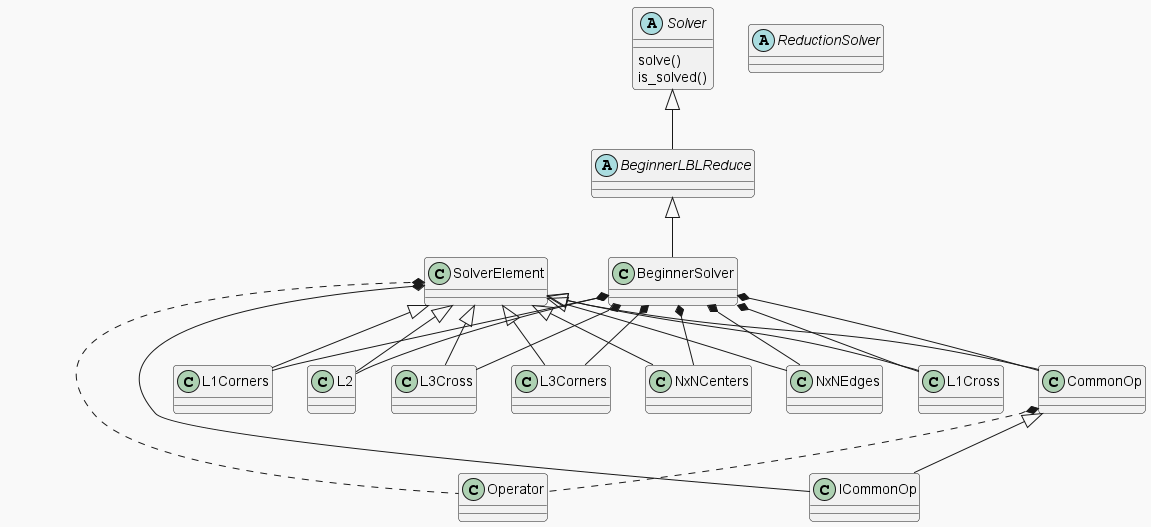 A Solver
solve()
is_solved()
A ReductionSolver
A BeginnerLBLReduce
C SolverElement
C BeginnerSolver
C L1Corners
C L2
C L3Cross
C L3Corners
C NxNCenters
C NxNEdges
C L1Cross
C CommonOp
C Operator
C ICommonOp